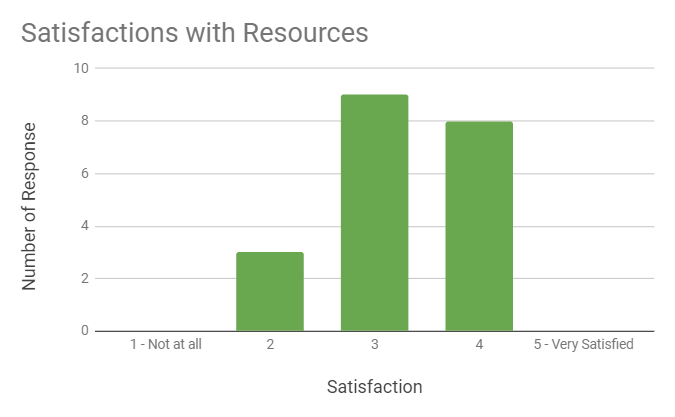 Satisfactions with Resources
Number of Response
10
8
6
4
2
0
1 - Not at all 2 3 4 5 - Very Satisfied
Satisfaction